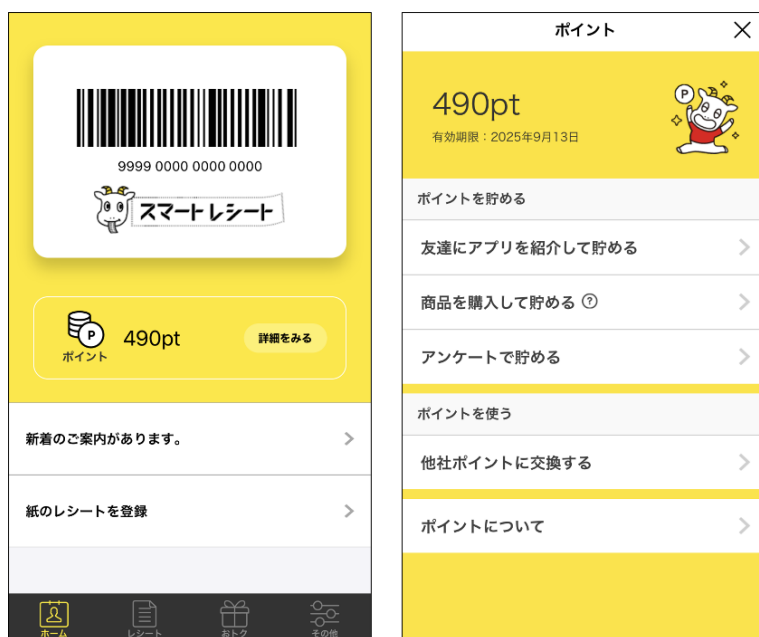 9999 0000 0000 0000
スマートレシート
P
ポイント
490pt
詳細をみる
新着のご案内があります。
紙のレシートを登録
ホーム
レシート
おトク
その他
ポイント
490pt
有効期限：2025年9月13日
P
ポイントを貯める
友達にアプリを紹介して貯める
商品を購入して貯める ?
アンケートで貯める
ポイントを使う
他社ポイントに交換する
ポイントについて